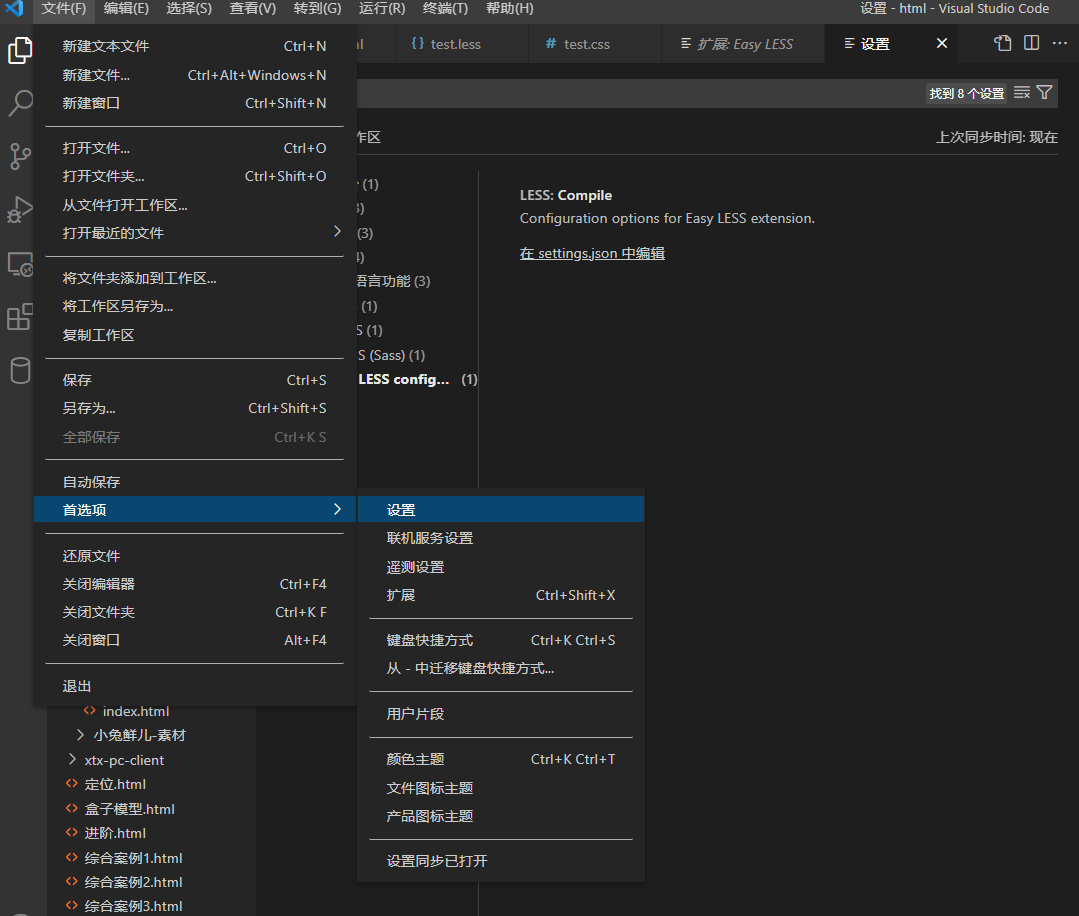 文件(F) 编辑(E) 选择(S) 查看(V) 转到(G) 运行(R) 终端(T) 帮助(H) 设置 - html - Visual Studio Code
test.less test.css 扩展: Easy LESS 设置
新建文本文件 Ctrl+N
新建文件... Ctrl+Alt+Windows+N
新建窗口 Ctrl+Shift+N
打开文件... Ctrl+O
打开文件夹... Ctrl+Shift+O
从文件打开工作区...
打开最近的文件
将文件夹添加到工作区...
将工作区另存为...
复制工作区
保存 Ctrl+S
另存为... Ctrl+Shift+S
全部保存 Ctrl+K S
自动保存
首选项
还原文件
关闭编辑器 Ctrl+F4
关闭文件夹 Ctrl+K F
关闭窗口 Alt+F4
退出
找到 8 个设置
作区 上次同步时间: 现在
(1)
3)
(3)
4)
语言功能 (3)
(1)
S (1)
S (Sass) (1)
LESS config... (1)
LESS: Compile
Configuration options for Easy LESS extension.
在 settings.json 中编辑
设置
联机服务设置
遥测设置
扩展 Ctrl+Shift+X
键盘快捷方式 Ctrl+K Ctrl+S
从 - 中迁移键盘快捷方式...
用户片段
颜色主题 Ctrl+K Ctrl+T
文件图标主题
产品图标主题
设置同步已打开
index.html
小兔鲜儿-素材
xtx-pc-client
定位.html
盒子模型.html
进阶.html
综合案例1.html
综合案例2.html
综合案例3.html